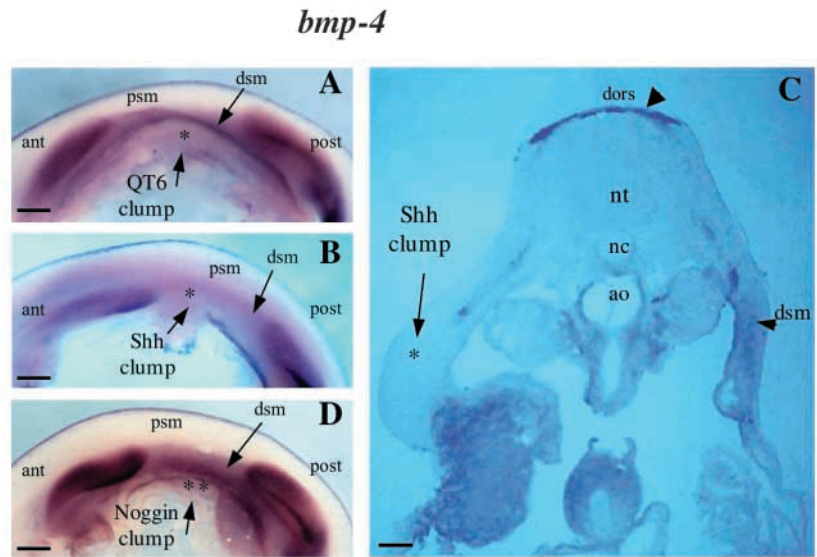 bmp-4
A
dsm
psm
ant
post
*
QT6
clump
B
dsm
psm
ant
post
*
Shh
clump
D
dsm
psm
ant
post
**
Noggin
clump
C
dors
nt
Shh
clump
nc
ao
dsm
*